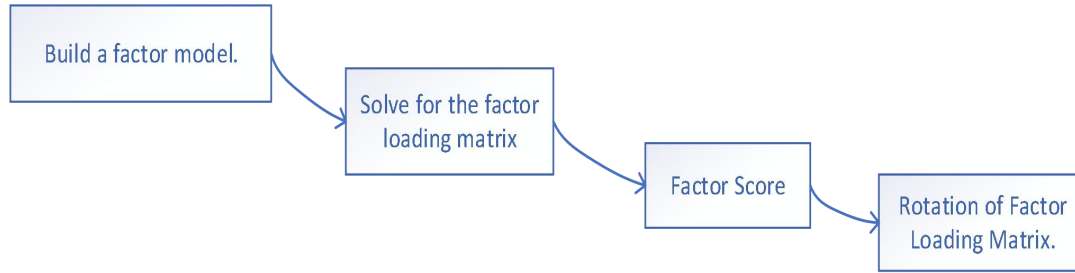 Build a factor model.
Solve for the factor
loading matrix
Factor Score
Rotation of Factor
Loading Matrix.